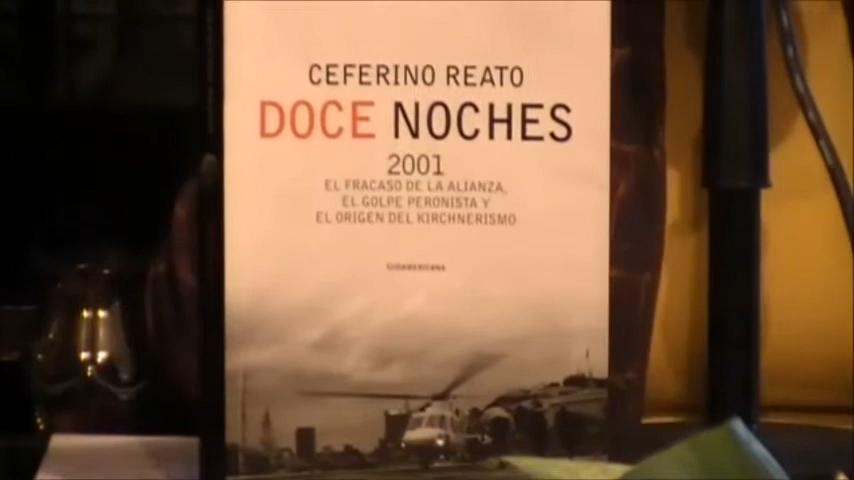 CEFERINO REATO
DOCE NOCHES
2001
EL FRACASO DE LA ALIANZA,
EL GOLPE PERONISTA Y
EL ORIGEN DEL KIRCHNERISMO
SUDAMERICANA